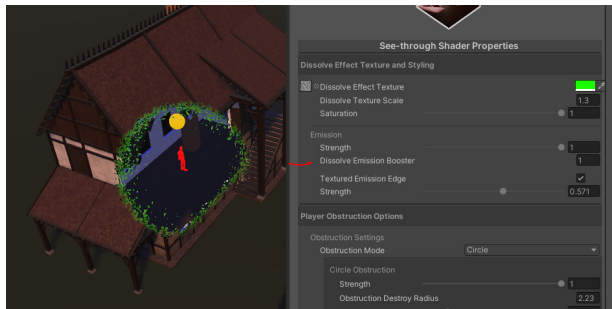 See-through Shader Properties
Dissolve Effect Texture and Styling
Dissolve Effect Texture
Dissolve Texture Scale 1.3
Saturation 1
Emission
Strength 1
Dissolve Emission Booster 1
Textured Emission Edge
Strength 0.571
Player Obstruction Options
Obstruction Settings
Obstruction Mode Circle
Circle Obstruction
Strength 1
Obstruction Destroy Radius 2.23